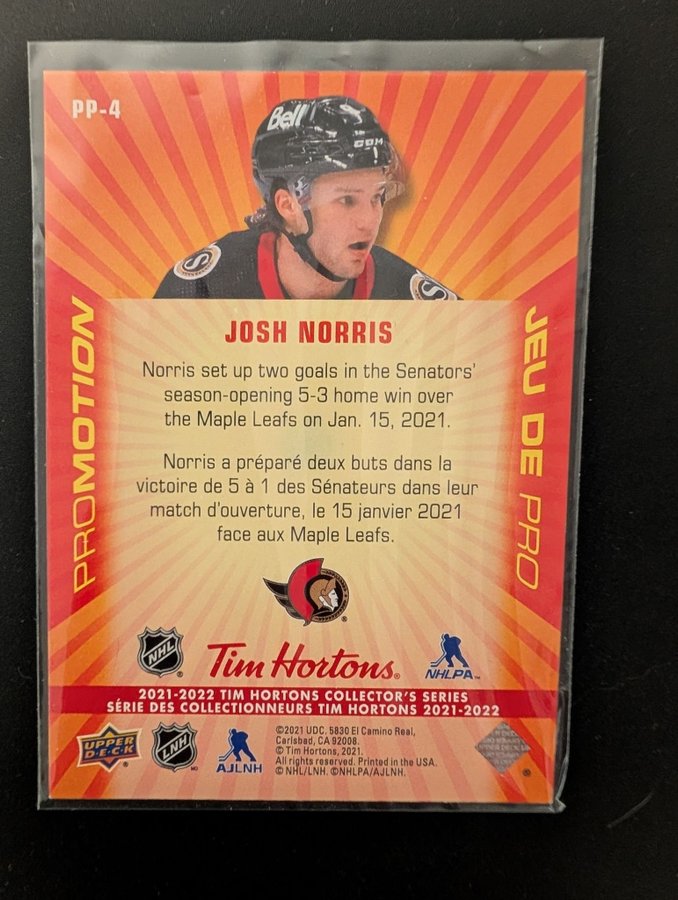 PP-4
Bell
CCM
JOSH NORRIS
Norris set up two goals in the Senators'
season-opening 5-3 home win over
the Maple Leafs on Jan. 15, 2021.
Norris a préparé deux buts dans la
victoire de 5 à 1 des Sénateurs dans leur
match d'ouverture, le 15 janvier 2021
face aux Maple Leafs.
PROMOTION
JEU DE PRO
NHL
Tim Hortons®
NHLPA™
2021-2022 TIM HORTONS COLLECTOR'S SERIES
SÉRIE DES COLLECTIONNEURS TIM HORTONS 2021-2022
UPPER
DECK
LNH
AJLNH
©2021 UDC. 5830 El Camino Real,
Carlsbad, CA 92008.
© Tim Hortons, 2021.
All rights reserved. Printed in the USA.
© NHL/LNH. ©NHLPA/AJLNH.